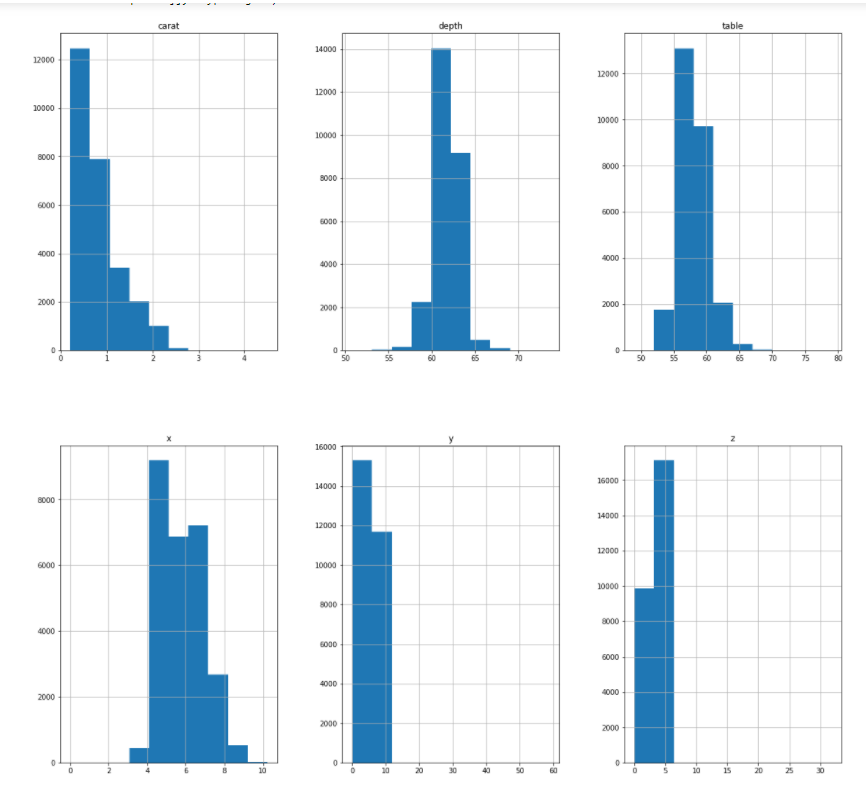 carat depth table
12000 10000 8000 6000 4000 2000 0
0 1 2 3 4
14000 12000 10000 8000 6000 4000 2000 0
50 55 60 65 70
12000 10000 8000 6000 4000 2000 0
50 55 60 65 70 75 80
x y z
8000 6000 4000 2000 0
0 2 4 6 8 10
16000 14000 12000 10000 8000 6000 4000 2000 0
0 10 20 30 40 50 60
16000 14000 12000 10000 8000 6000 4000 2000 0
0 5 10 15 20 25 30